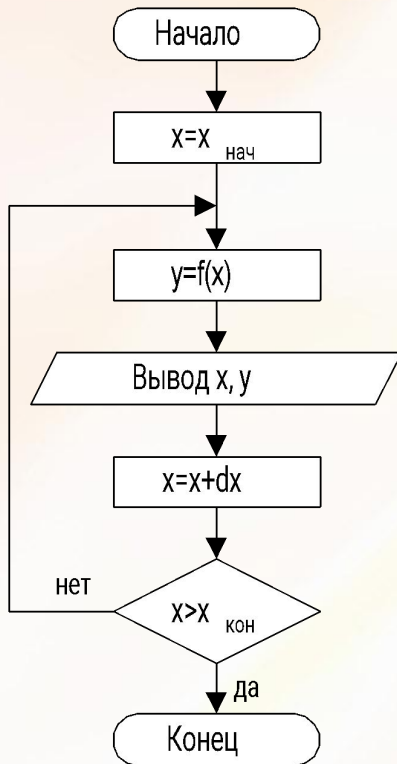 Начало
x=x нач
y=f(x)
Вывод x, y
x=x+dx
нет
x>x кон
да
Конец